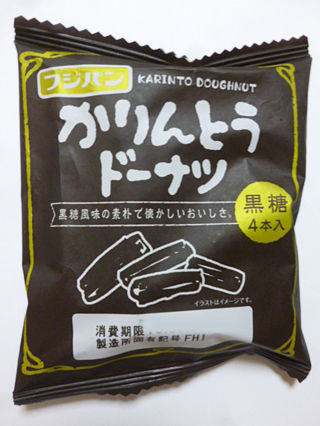 フジパン
KARINTO DOUGHNUT
かりんとう
ドーナツ
黒糖風味の素朴で懐かしいおいしさ。
黒糖
4本入
イラストはイメージです。
消費期限
製造所固有記号 FH1